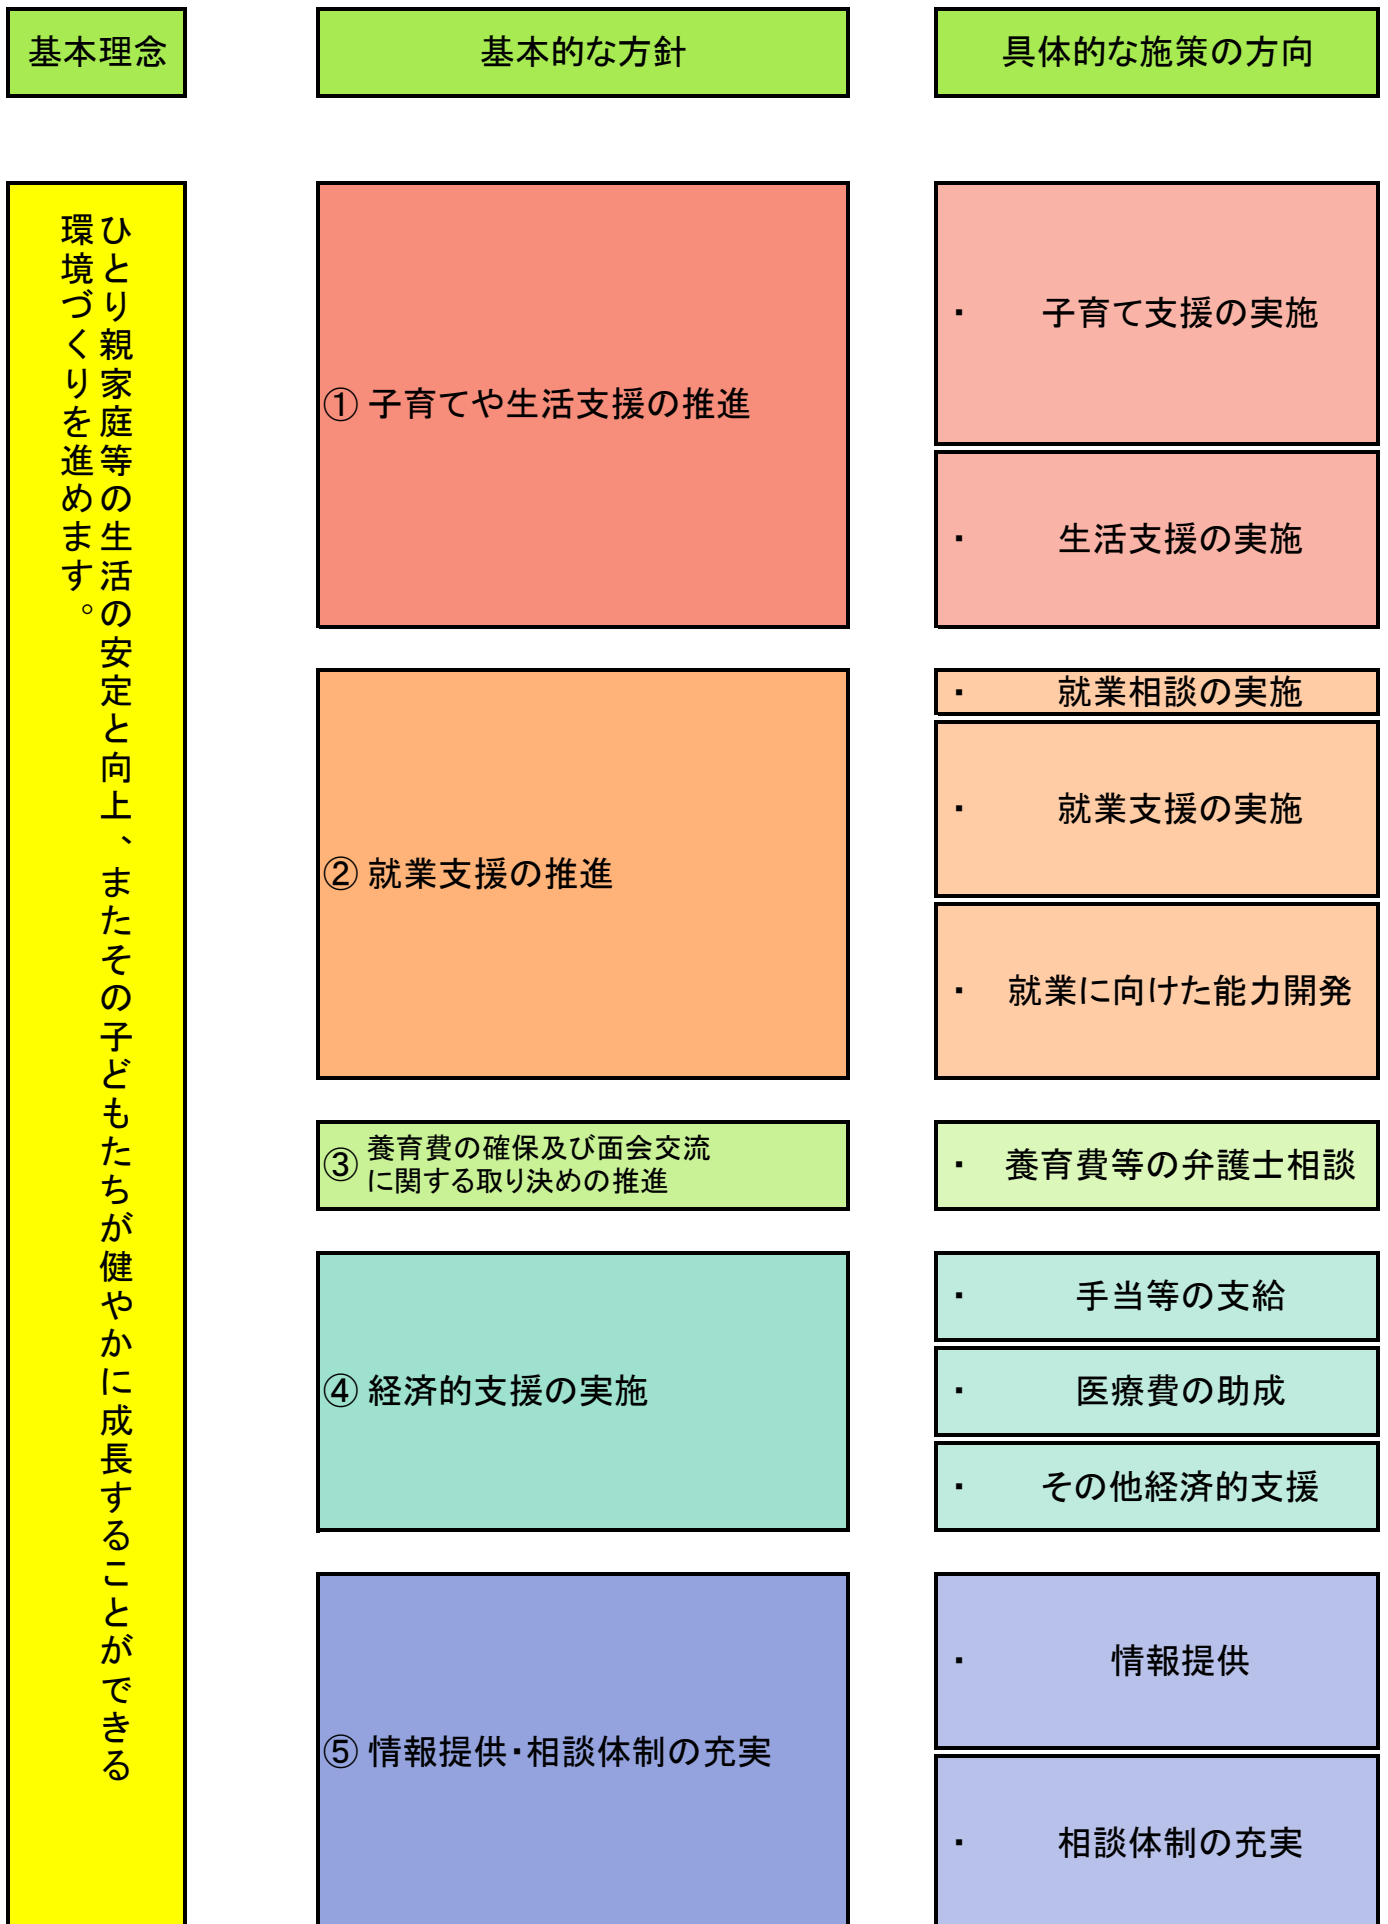 基本理念
基本的な方針
具体的な施策の方向
ひとり親家庭等の生活の安定と向上、またその子どもたちが健やかに成長することができる
環境づくりを進めます。
① 子育てや生活支援の推進
・ 子育て支援の実施
・ 生活支援の実施
② 就業支援の推進
・ 就業相談の実施
・ 就業支援の実施
・ 就業に向けた能力開発
③ 養育費の確保及び面会交流
に関する取り決めの推進
・ 養育費等の弁護士相談
④ 経済的支援の実施
・ 手当等の支給
・ 医療費の助成
・ その他経済的支援
⑤ 情報提供・相談体制の充実
・ 情報提供
・ 相談体制の充実